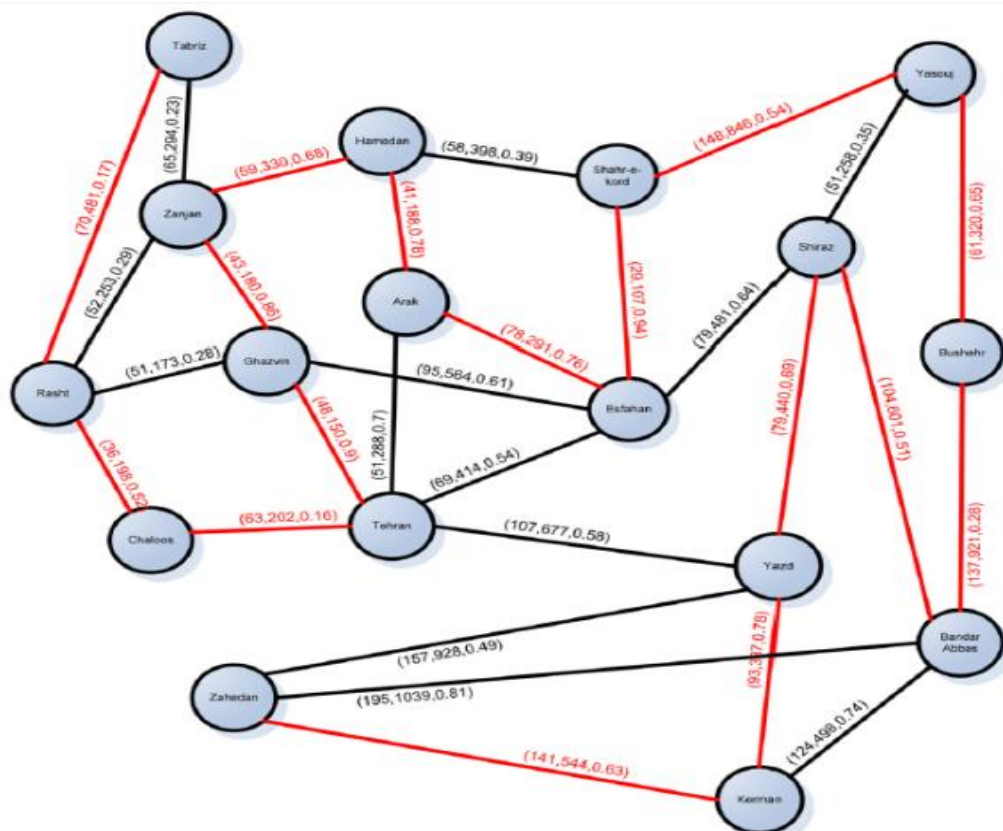 Tabriz
Yasouj
(65,294,0.23)
Hamedan
(58,398,0.39)
(148,846,0.54)
(70,481,0.17)
(59,330,0.68)
Shahr-e-
kord
(51,258,0.35)
(41,188,0.78)
Zanjan
(61,320,0.65)
Shiraz
(52,253,0.29)
(43,180,0.86)
Arak
(29,107,0.94)
(79,481,0.64)
(78,291,0.76)
Bushehr
(51,173,0.28)
Ghazvin
(95,564,0.61)
Rasht
Esfahan
(79,440,0.69)
(104,601,0.51)
(48,150,0.9)
(51,288,0.7)
(36,198,0.52
(69,414,0.54)
(63,202,0.16)
Tehran
Chaloos
(107,677,0.58)
(137,921,0.28)
Yazd
(157,928,0.49)
Bandar
Abbas
Zahedan
(195,1039,0.81)
(124,498,0.74)
(141,544,0.63)
Kerman